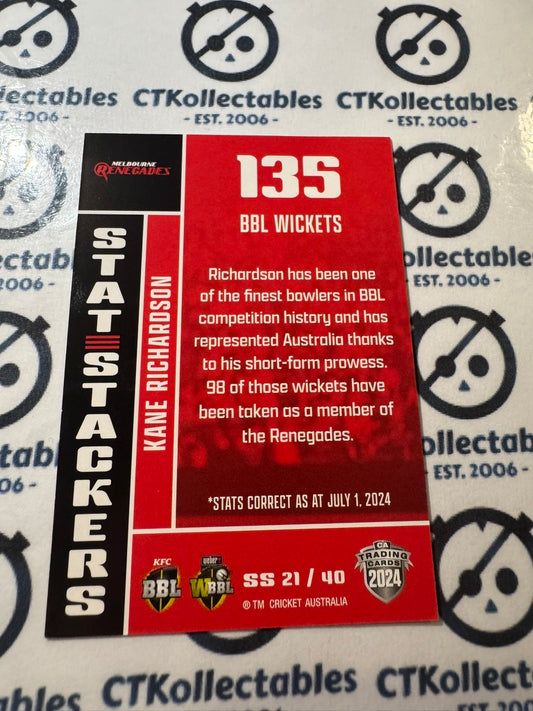 CTKollectables
- EST. 2006 -
CTKollectables
- EST. 2006 -
MELBOURNE
RENEGADES
STAT STACKERS
KANE RICHARDSON
135
BBL WICKETS
Richardson has been one
of the finest bowlers in BBL
competition history and has
represented Australia thanks
to his short-form prowess.
98 of those wickets have
been taken as a member of
the Renegades.
*STATS CORRECT AS AT JULY 1, 2024
KFC
BBL
weber
WBBL
SS 21 / 40
® TM CRICKET AUSTRALIA
CA
TRADING
CARDS
2024
EST. 2006 -
EST. 2006 -
CTKollectables
- EST. 2006 -